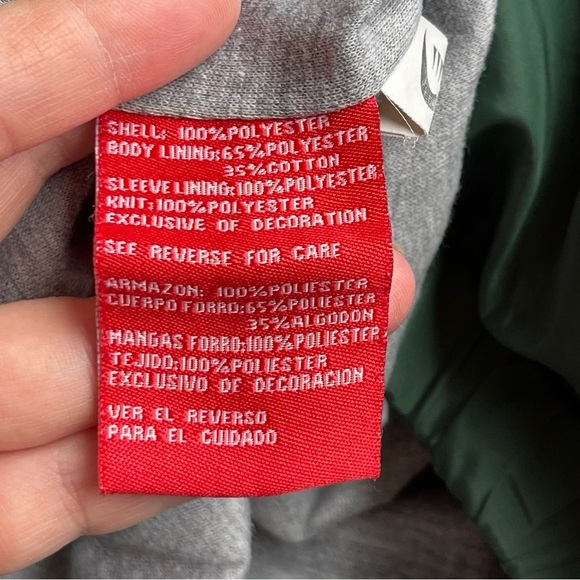 SHELL: 100%POLYESTER
BODY LINING:65%POLYESTER
35%COTTON
SLEEVE LINING:100%POLYESTER
KNIT:100%POLYESTER
EXCLUSIVE OF DECORATION
SEE REVERSE FOR CARE
ARMAZON: 100%POLIESTER
CUERPO FORRO:65%POLIESTER
35%ALGODON
MANGAS FORRO:100%POLIESTER
TEJIDO:100%POLIESTER
EXCLUSIVO DE DECORACION
VER EL REVERSO
PARA EL CUIDADO